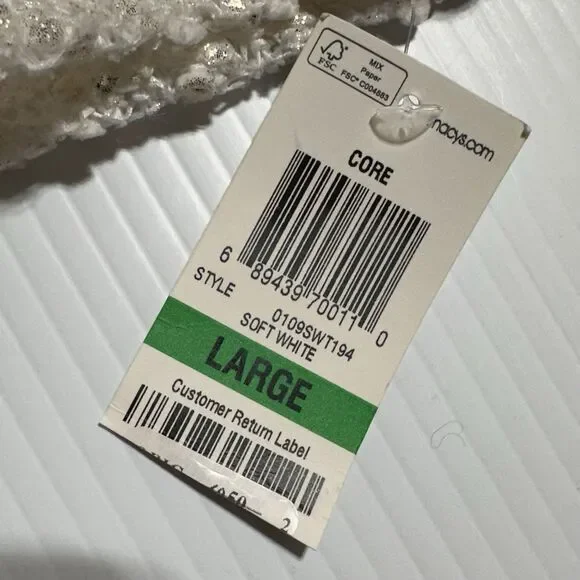 FSC
MIX
Paper
FSC® C004883
macys.com
CORE
6 89439 70011 0
STYLE 0109SWT194
SOFT WHITE
LARGE
Customer Return Label